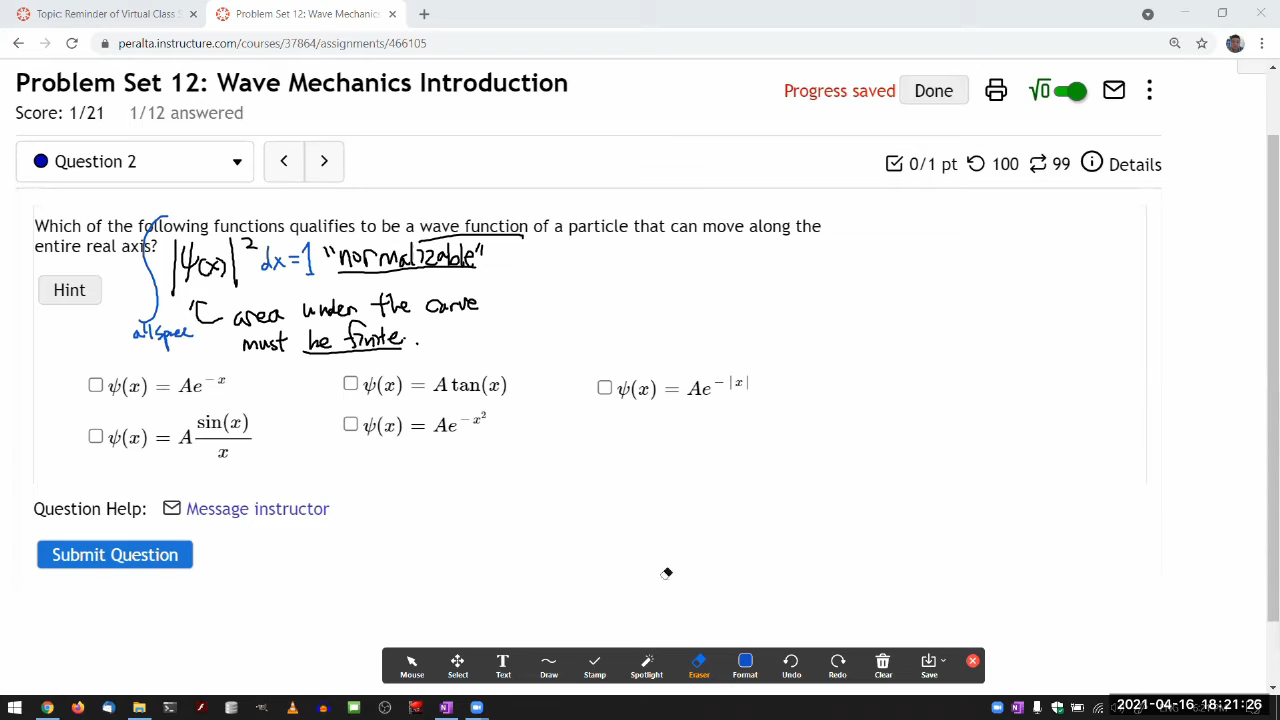 Topic: Reminder of Virtual Class S
Problem Set 12: Wave Mechanics
peralta.instructure.com/courses/37864/assignments/466105
Problem Set 12: Wave Mechanics Introduction
Progress saved
Done
√0
Score: 1/21 1/12 answered
Question 2
0/1 pt 100 99 Details
Which of the following functions qualifies to be a wave function of a particle that can move along the
entire real axis?
∫ |ψ(x)|² dx = 1 "normalizable"
all space
Hint
area under the curve
must be finite.
ψ(x) = Ae^{-x}
ψ(x) = A tan(x)
ψ(x) = Ae^{-|x|}
ψ(x) = A sin(x)/x
ψ(x) = Ae^{-x^2}
Question Help: Message instructor
Submit Question
Mouse Select Text Draw Stamp Spotlight Eraser Format Undo Redo Clear Save
2021-04-16 18:21:26